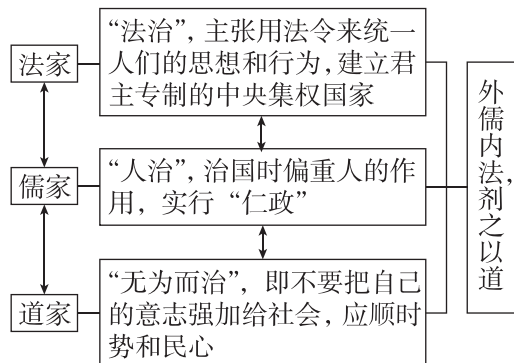 法家
“法治”，主张用法令来统一
人们的思想和行为，建立君
主专制的中央集权国家
儒家
“人治”，治国时偏重人的作
用，实行“仁政”
道家
“无为而治”，即不要把自己
的意志强加给社会，应顺时
势和民心
外儒内法，剂之以道